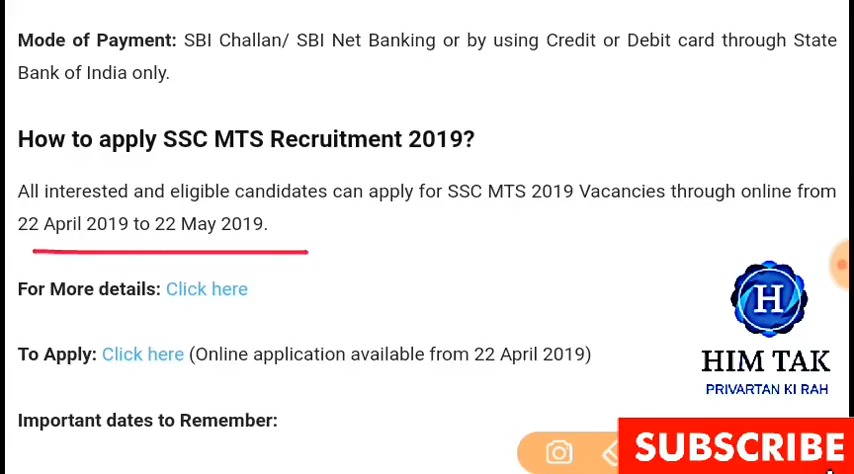 Mode of Payment: SBI Challan/ SBI Net Banking or by using Credit or Debit card through State
Bank of India only.
How to apply SSC MTS Recruitment 2019?
All interested and eligible candidates can apply for SSC MTS 2019 Vacancies through online from
22 April 2019 to 22 May 2019.
For More details: Click here
To Apply: Click here (Online application available from 22 April 2019)
Important dates to Remember:
H
HIM TAK
PRIVARTAN KI RAH
SUBSCRIBE